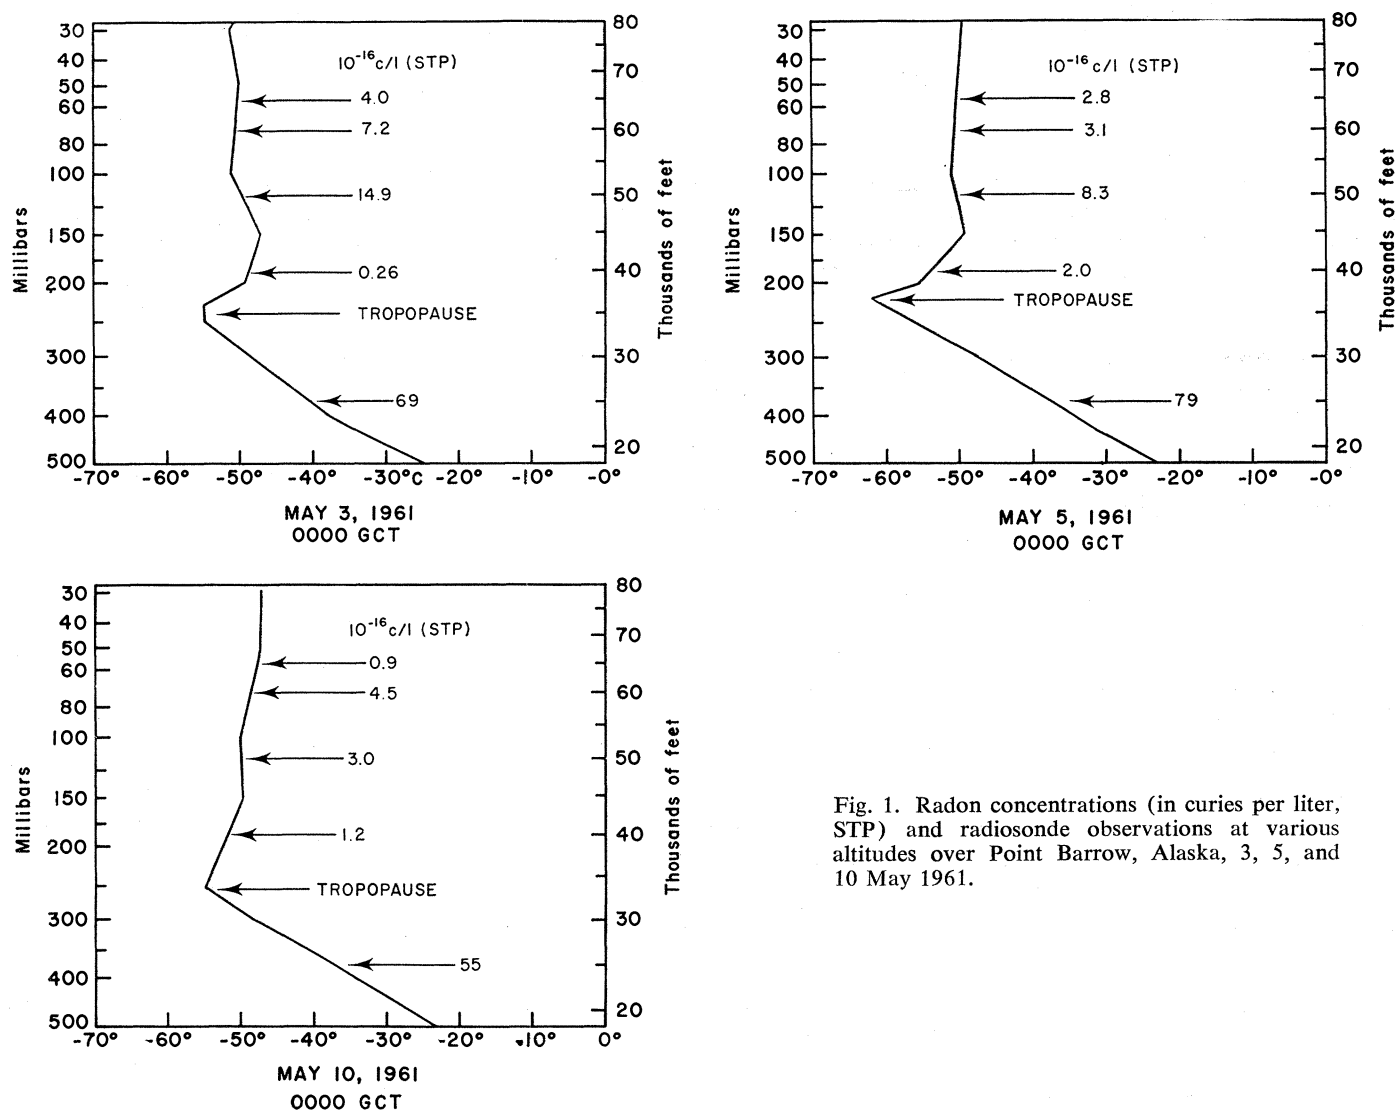 30
40
50
60
80
100
150
200
300
400
500
Millibars
80
70
60
50
40
30
20
Thousands of feet
10⁻¹⁶c/l (STP)
4.0
7.2
14.9
0.26
TROPOPAUSE
69
-70° -60° -50° -40° -30°C -20° -10° -0°
MAY 3, 1961
0000 GCT
30
40
50
60
80
100
150
200
300
400
500
Millibars
80
70
60
50
40
30
20
Thousands of feet
10⁻¹⁶c/l (STP)
2.8
3.1
8.3
2.0
TROPOPAUSE
79
-70° -60° -50° -40° -30° -20° -10° -0°
MAY 5, 1961
0000 GCT
30
40
50
60
80
100
150
200
300
400
500
Millibars
80
70
60
50
40
30
20
Thousands of feet
10⁻¹⁶c/l (STP)
0.9
4.5
3.0
1.2
TROPOPAUSE
55
-70° -60° -50° -40° -30° -20° -10° 0°
MAY 10, 1961
0000 GCT
Fig. 1. Radon concentrations (in curies per liter,
STP) and radiosonde observations at various
altitudes over Point Barrow, Alaska, 3, 5, and
10 May 1961.